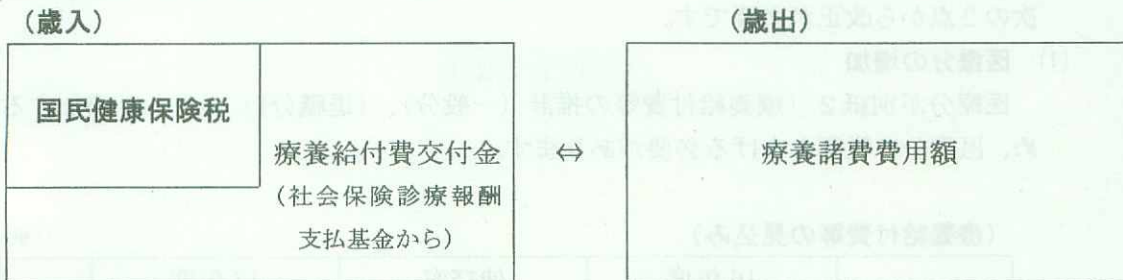 (歳入)
(歳出)
国民健康保険税
療養給付費交付金
⇔
療養諸費費用額
(社会保険診療報酬
支払基金から)